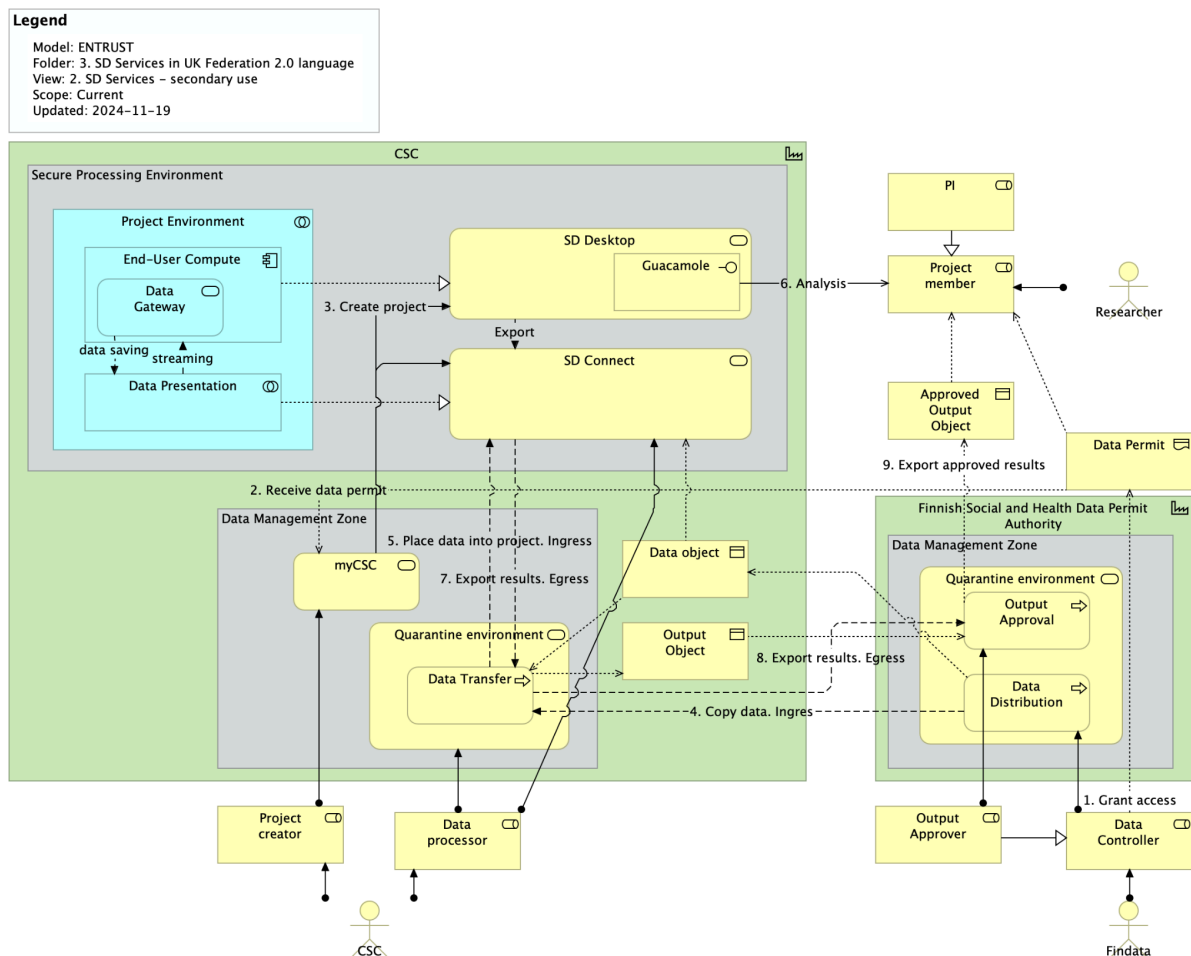 Legend
Model: ENTRUST
Folder: 3. SD Services in UK Federation 2.0 language
View: 2. SD Services - secondary use
Scope: Current
Updated: 2024-11-19
CSC
Secure Processing Environment
Project Environment
End-User Compute
Data
Gateway
data saving
streaming
Data Presentation
SD Desktop
Guacamole
3. Create project
Export
SD Connect
6. Analysis
PI
Project
member
Researcher
Approved
Output
Object
Data Permit
9. Export approved results
2. Receive data permit
Data Management Zone
myCSC
5. Place data into project. Ingress
7. Export results. Egress
Quarantine environment
Data Transfer
Data object
Output
Object
8. Export results. Egress
4. Copy data. Ingres
Finnish Social and Health Data Permit
Authority
Data Management Zone
Quarantine environment
Output
Approval
Data
Distribution
1. Grant access
Project
creator
Data
processor
Output
Approver
Data
Controller
CSC
Findata